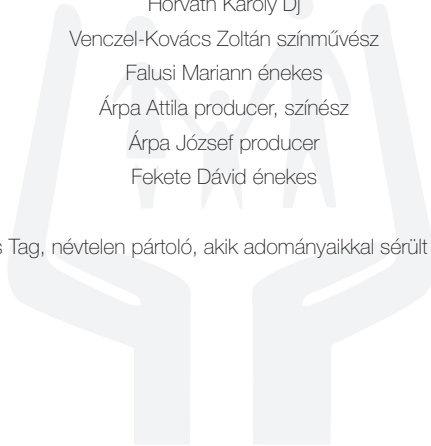 Horváth Károly Dj
Venczel-Kovács Zoltán színművész
Falusi Mariann énekes
Árpa Attila producer, színész
Árpa József producer
Fekete Dávid énekes
Tag, névtelen pártoló, akik adományaikkal sérült